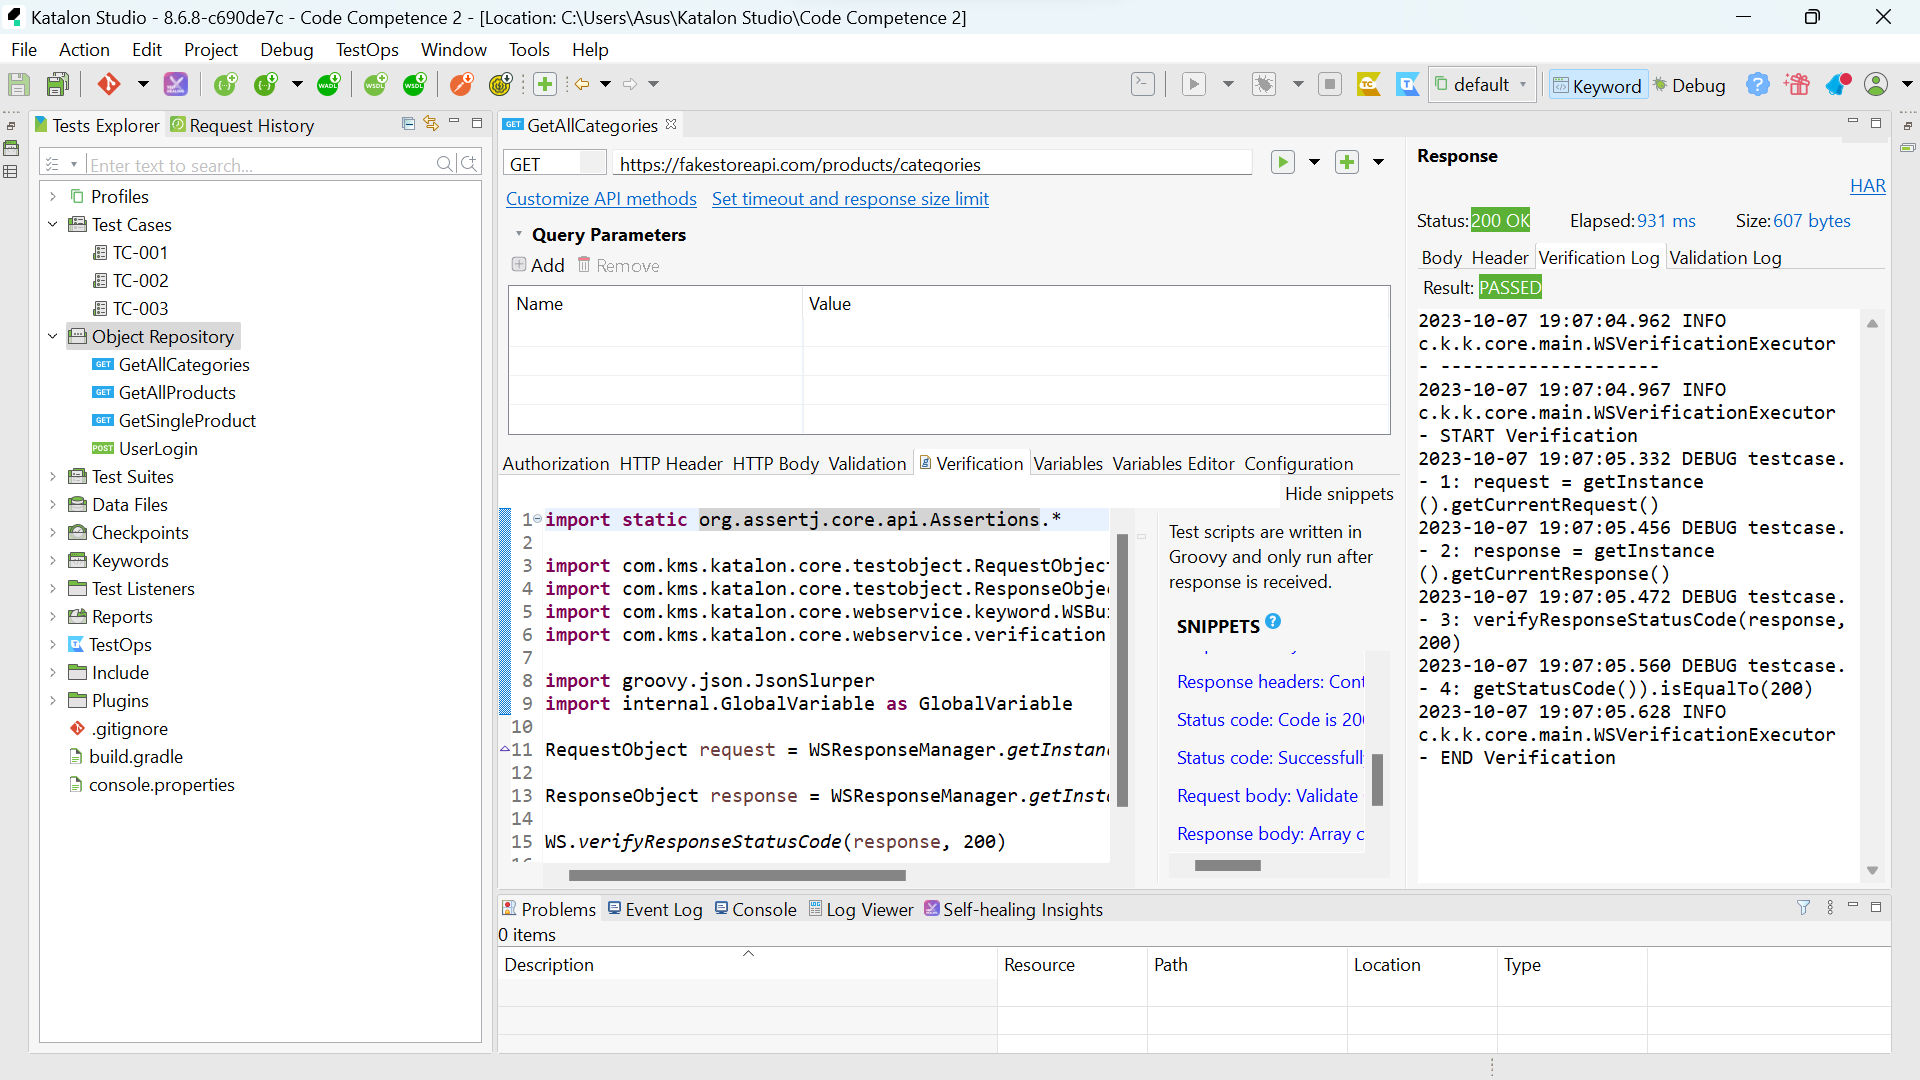 Katalon Studio - 8.6.8-c690de7c - Code Competence 2 - [Location: C:\Users\Asus\Katalon Studio\Code Competence 2]
File Action Edit Project Debug TestOps Window Tools Help
default Keyword Debug
Tests Explorer Request History
Enter text to search...
Profiles
Test Cases
TC-001
TC-002
TC-003
Object Repository
GET GetAllCategories
GET GetAllProducts
GET GetSingleProduct
POST UserLogin
Test Suites
Data Files
Checkpoints
Keywords
Test Listeners
Reports
TestOps
Include
Plugins
.gitignore
build.gradle
console.properties
GET GetAllCategories
GET https://fakestoreapi.com/products/categories
Customize API methods Set timeout and response size limit
Query Parameters
Add Remove
Name Value
Authorization HTTP Header HTTP Body Validation Verification Variables Variables Editor Configuration
Hide snippets
1 import static org.assertj.core.api.Assertions.*
2
3 import com.kms.katalon.core.testobject.RequestObjec
4 import com.kms.katalon.core.testobject.ResponseObje
5 import com.kms.katalon.core.webservice.keyword.WSBu
6 import com.kms.katalon.core.webservice.verification
7
8 import groovy.json.JsonSlurper
9 import internal.GlobalVariable as GlobalVariable
10
11 RequestObject request = WSResponseManager.getInstan
12
13 ResponseObject response = WSResponseManager.getInst
14
15 WS.verifyResponseStatusCode(response, 200)
Test scripts are written in
Groovy and only run after
response is received.
SNIPPETS
Response headers: Cont
Status code: Code is 200
Status code: Successfull
Request body: Validate
Response body: Array c
Response
HAR
Status: 200 OK Elapsed: 931 ms Size: 607 bytes
Body Header Verification Log Validation Log
Result: PASSED
2023-10-07 19:07:04.962 INFO
c.k.k.core.main.WSVerificationExecutor
- --------------------
2023-10-07 19:07:04.967 INFO
c.k.k.core.main.WSVerificationExecutor
- START Verification
2023-10-07 19:07:05.332 DEBUG testcase.
- 1: request = getInstance
().getCurrentRequest()
2023-10-07 19:07:05.456 DEBUG testcase.
- 2: response = getInstance
().getCurrentResponse()
2023-10-07 19:07:05.472 DEBUG testcase.
- 3: verifyResponseStatusCode(response,
200)
2023-10-07 19:07:05.560 DEBUG testcase.
- 4: getStatusCode()).isEqualTo(200)
2023-10-07 19:07:05.628 INFO
c.k.k.core.main.WSVerificationExecutor
- END Verification
Problems Event Log Console Log Viewer Self-healing Insights
0 items
Description Resource Path Location Type